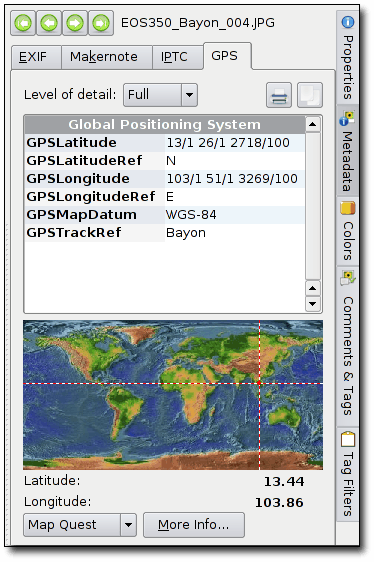 EOS350_Bayon_004.JPG
EXIF Makernote IPTC GPS
Level of detail: Full
Global Positioning System
GPSLatitude 13/1 26/1 2718/100
GPSLatitudeRef N
GPSLongitude 103/1 51/1 3269/100
GPSLongitudeRef E
GPSMapDatum WGS-84
GPSTrackRef Bayon
Latitude: 13.44
Longitude: 103.86
Map Quest More Info...
Properties
Metadata
Colors
Comments & Tags
Tag Filters